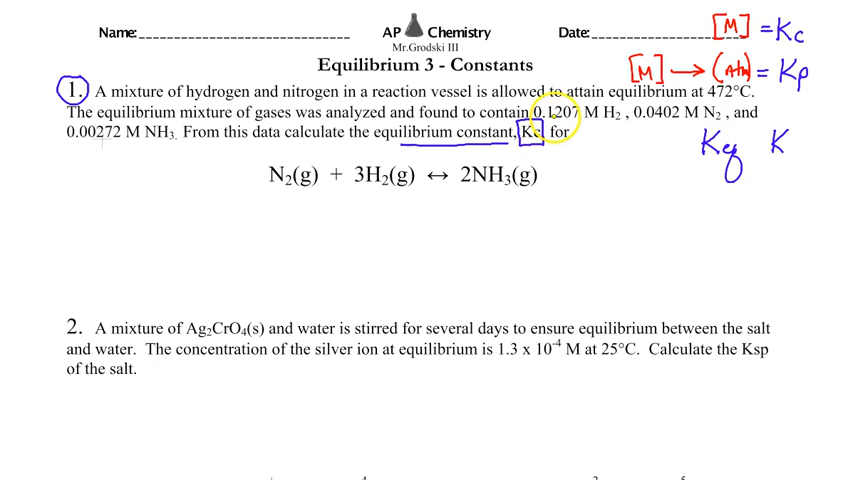 Name:______________________________ AP Chemistry Date:_____________________
Mr.Grodski III
[M] = Kc
Equilibrium 3 - Constants
[M] → (Atm) = Kp
1. A mixture of hydrogen and nitrogen in a reaction vessel is allowed to attain equilibrium at 472°C.
The equilibrium mixture of gases was analyzed and found to contain 0.1207 M H₂ , 0.0402 M N₂ , and
0.00272 M NH₃. From this data calculate the equilibrium constant, Kc, for
Keq K
N₂(g) + 3H₂(g) ↔ 2NH₃(g)
2. A mixture of Ag₂CrO₄(s) and water is stirred for several days to ensure equilibrium between the salt
and water. The concentration of the silver ion at equilibrium is 1.3 x 10⁻⁴ M at 25°C. Calculate the Ksp
of the salt.